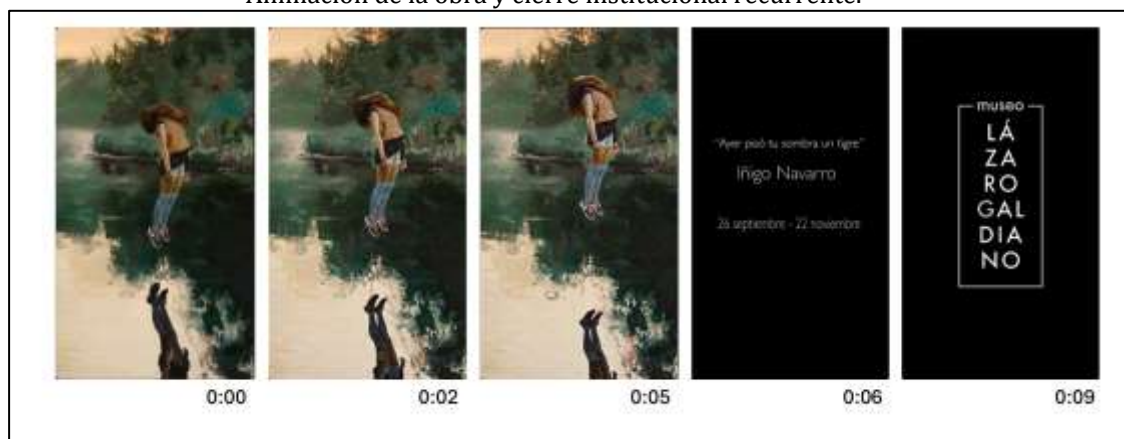 Animación de la obra y cierre institucional recurrente.
"Ayer pisó tu sombra un tigre"
Iñigo Navarro
26 septiembre - 22 noviembre
museo
LÁ
ZA
RO
GAL
DIA
NO
0:00
0:02
0:05
0:06
0:09